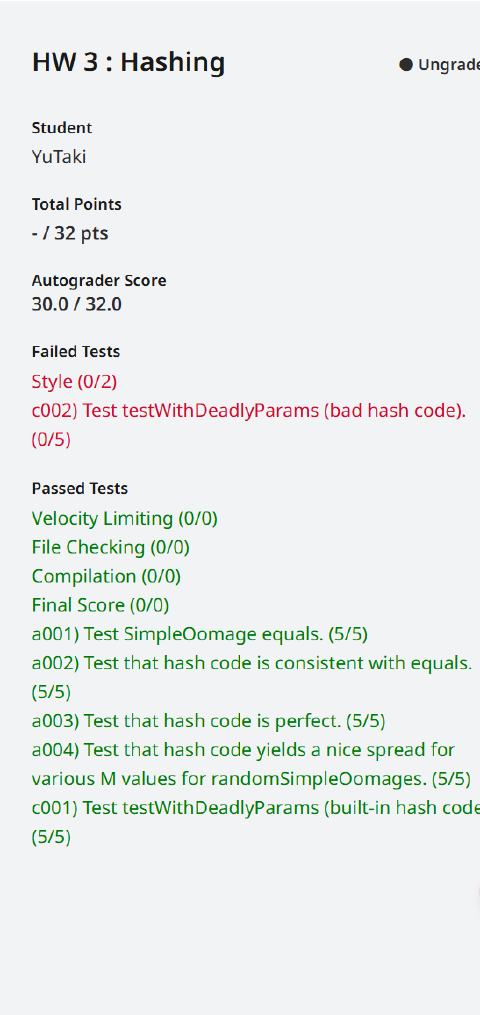 HW 3 : Hashing
● Ungrade
Student
YuTaki
Total Points
- / 32 pts
Autograder Score
30.0 / 32.0
Failed Tests
Style (0/2)
c002) Test testWithDeadlyParams (bad hash code).
(0/5)
Passed Tests
Velocity Limiting (0/0)
File Checking (0/0)
Compilation (0/0)
Final Score (0/0)
a001) Test SimpleOomage equals. (5/5)
a002) Test that hash code is consistent with equals.
(5/5)
a003) Test that hash code is perfect. (5/5)
a004) Test that hash code yields a nice spread for
various M values for randomSimpleOomages. (5/5)
c001) Test testWithDeadlyParams (built-in hash code
(5/5)